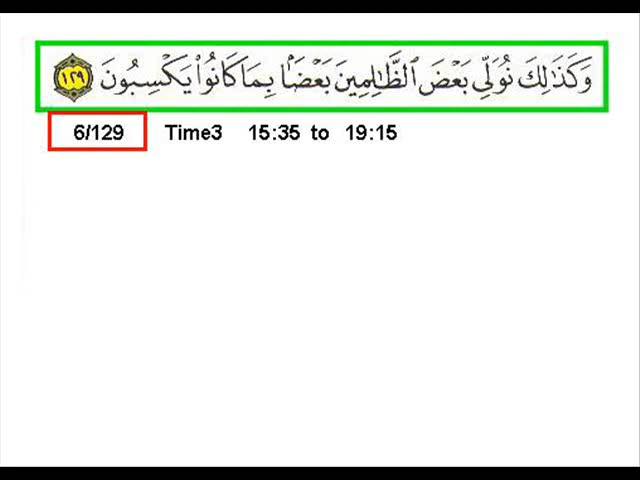 وَكَذَٰلِكَ نُوَلِّى بَعْضَ ٱلظَّٰلِمِينَ بَعْضًۢا بِمَا كَانُوا۟ يَكْسِبُونَ ١٢٩
6/129 Time3 15:35 to 19:15